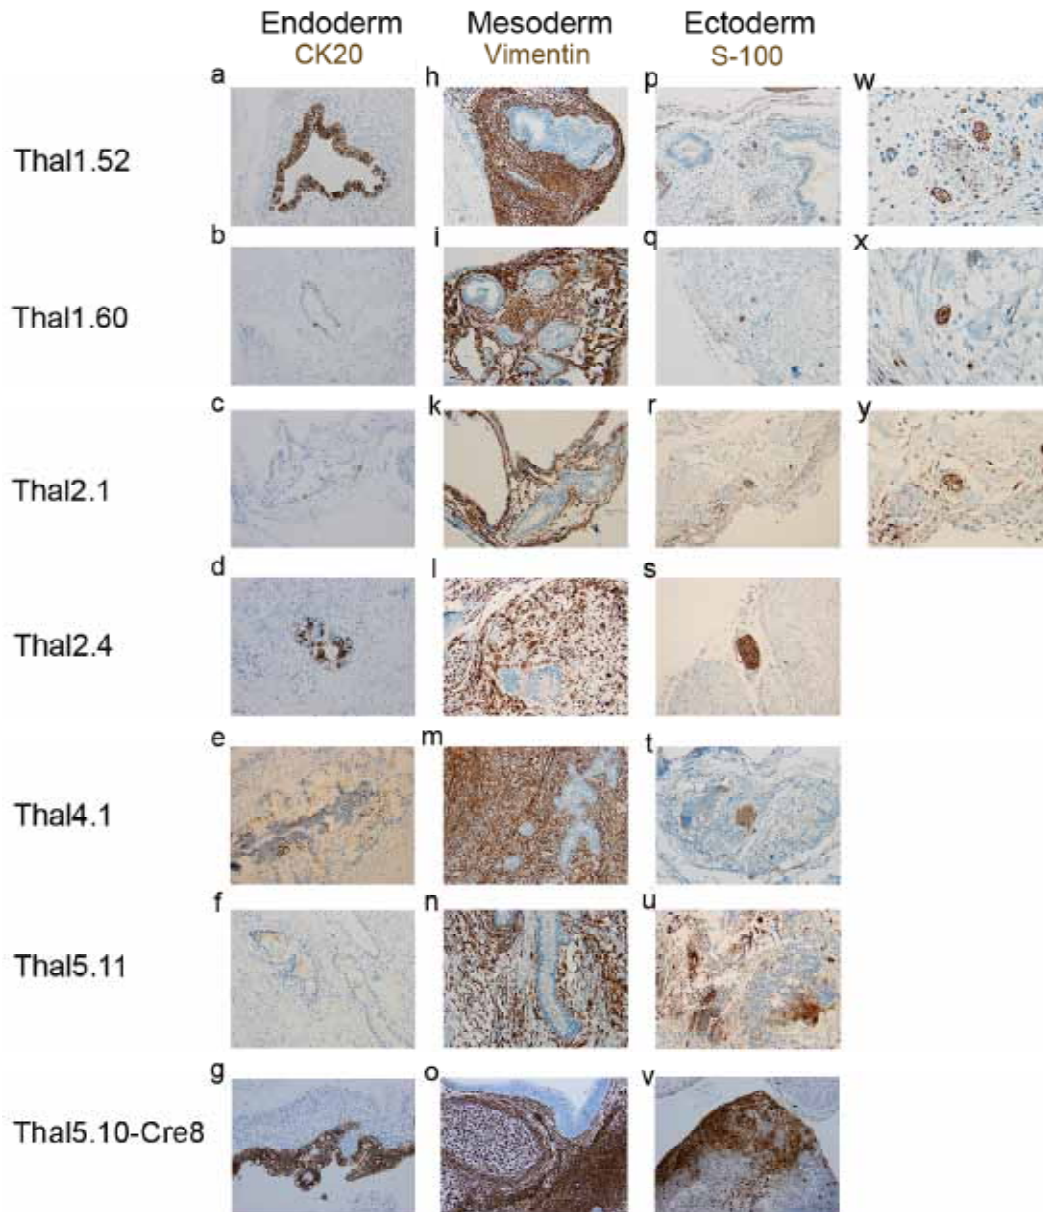 Endoderm Mesoderm Ectoderm
CK20 Vimentin S-100
a h p w
Thal1.52
b i q x
Thal1.60
c k r y
Thal2.1
d l s
Thal2.4
e m t
Thal4.1
f n u
Thal5.11
g o v
Thal5.10-Cre8